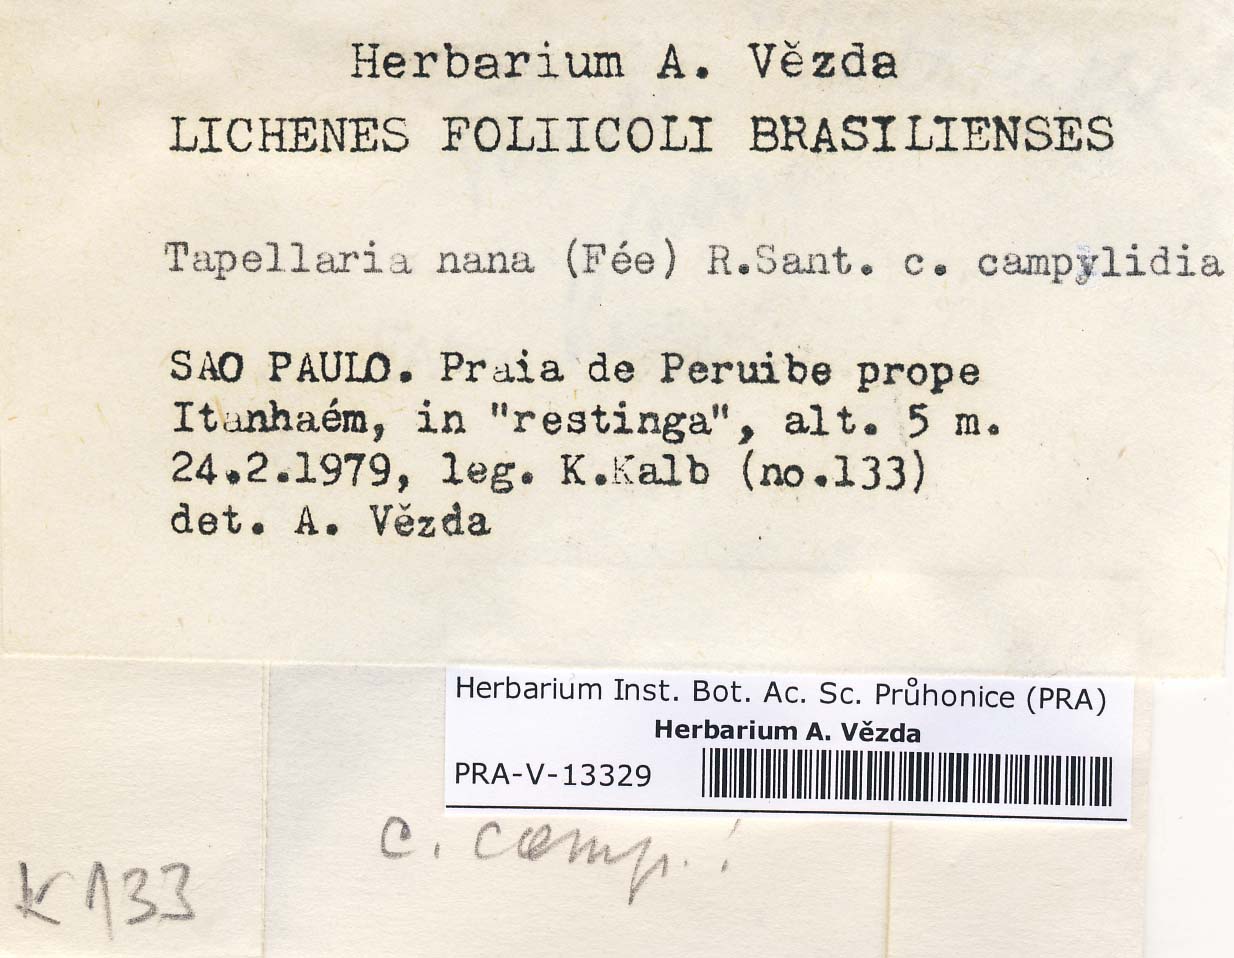 Herbarium A. Vězda
LICHENES FOLIICOLI BRASILIENSES
Tapellaria nana (Fée) R.Sant. c. campylidia
SAO PAULO. Praia de Peruibe prope
Itanhaém, in "restinga", alt. 5 m.
24.2.1979, leg. K.Kalb (no.133)
det. A. Vězda
Herbarium Inst. Bot. Ac. Sc. Průhonice (PRA)
Herbarium A. Vězda
PRA-V-13329
c. camp. !
K 133